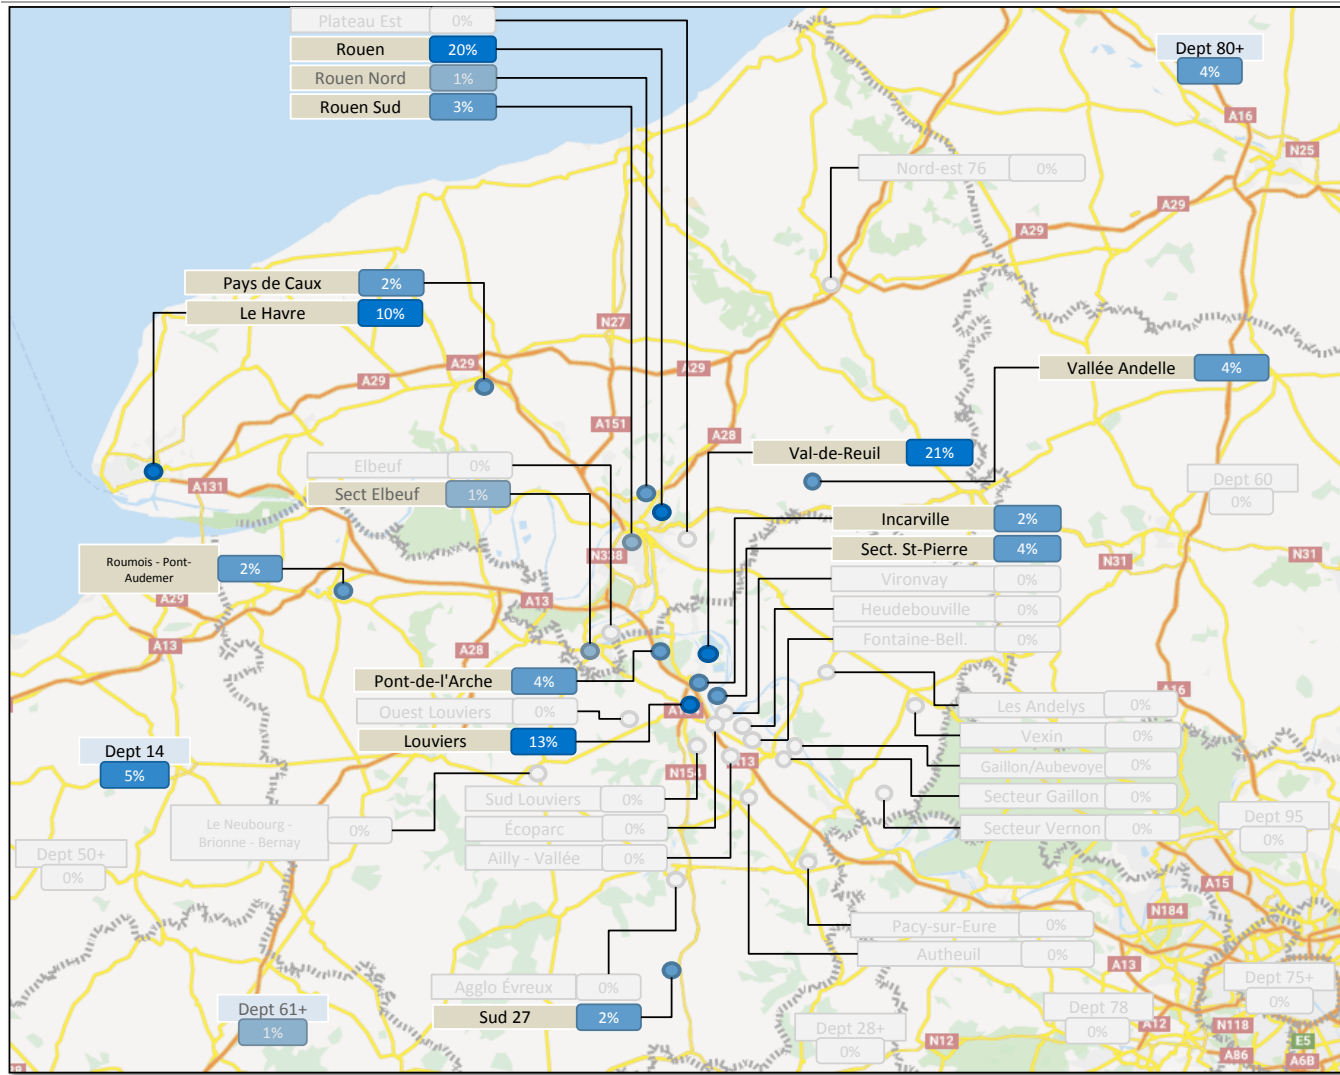 Plateau Est 0%
Rouen 20%
Rouen Nord 1%
Rouen Sud 3%
Dept 80+
4%
A16
N25
Nord-est 76 0%
A29
A29
Pays de Caux 2%
Le Havre 10%
N27
A29
A29
A29
Vallée Andelle 4%
A151
A28
Val-de-Reuil 21%
Elbeuf 0%
Sect Elbeuf 1%
A131
Dept 60
0%
Incarville 2%
Sect. St-Pierre 4%
N338
N31
N31
Roumois - Pont-
Audemer
2%
Vironvay 0%
Heudebouville 0%
Fontaine-Bell. 0%
A29
A13
A13
A28
Pont-de-l'Arche 4%
Ouest Louviers 0%
Louviers 13%
A16
Les Andelys 0%
Vexin 0%
Gaillon/Aubevoye 0%
Secteur Gaillon 0%
Secteur Vernon 0%
Dept 14
5%
N154
A13
Sud Louviers 0%
Écoparc 0%
Ailly - Vallée 0%
Le Neubourg -
Brionne - Bernay
0%
Dept 50+
0%
Dept 95
0%
A15
N184
Pacy-sur-Eure 0%
Autheuil 0%
A13
Agglo Évreux 0%
Sud 27 2%
Dept 61+
1%
Dept 75+
0%
Dept 78
0%
Dept 28+
0%
A12
N118
N12
E5
A86
A6B